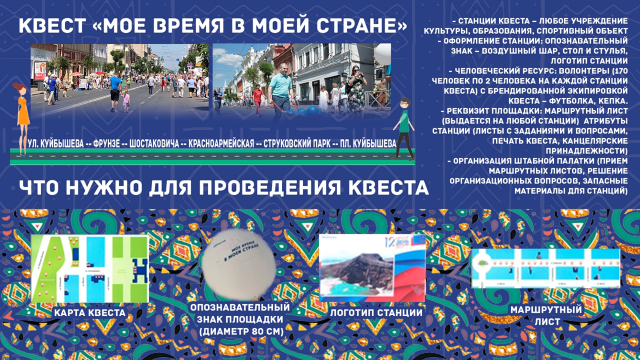 КВЕСТ «МОЕ ВРЕМЯ В МОЕЙ СТРАНЕ»
УЛ. КУЙБЫШЕВА -- ФРУНЗЕ -- ШОСТАКОВИЧА -- КРАСНОАРМЕЙСКАЯ -- СТРУКОВСКИЙ ПАРК -- ПЛ. КУЙБЫШЕВА
- СТАНЦИИ КВЕСТА – ЛЮБОЕ УЧРЕЖДЕНИЕ
КУЛЬТУРЫ, ОБРАЗОВАНИЯ, СПОРТИВНЫЙ ОБЪЕКТ
- ОФОРМЛЕНИЕ СТАНЦИИ: ОПОЗНАВАТЕЛЬНЫЙ
ЗНАК – ВОЗДУШНЫЙ ШАР, СТОЛ И СТУЛЬЯ,
ЛОГОТИП СТАНЦИИ
- ЧЕЛОВЕЧЕСКИЙ РЕСУРС: ВОЛОНТЕРЫ (170
ЧЕЛОВЕК ПО 2 ЧЕЛОВЕКА НА КАЖДОЙ СТАНЦИИ
КВЕСТА) С БРЕНДИРОВАННОЙ ЭКИПИРОВКОЙ
КВЕСТА – ФУТБОЛКА, КЕПКА.
- РЕКВИЗИТ ПЛОЩАДКИ: МАРШРУТНЫЙ ЛИСТ
(ВЫДАЕТСЯ НА ЛЮБОЙ СТАНЦИИ) АТРИБУТЫ
СТАНЦИИ (ЛИСТЫ С ЗАДАНИЯМИ И ВОПРОСАМИ,
ПЕЧАТЬ КВЕСТА, КАНЦЕЛЯРСКИЕ
ПРИНАДЛЕЖНОСТИ)
- ОРГАНИЗАЦИЯ ШТАБНОЙ ПАЛАТКИ (ПРИЕМ
МАРШРУТНЫХ ЛИСТОВ, РЕШЕНИЕ
ОРГАНИЗАЦИОННЫХ ВОПРОСОВ, ЗАПАСНЫЕ
МАТЕРИАЛЫ ДЛЯ СТАНЦИЙ)
ЧТО НУЖНО ДЛЯ ПРОВЕДЕНИЯ КВЕСТА
МОЕ ВРЕМЯ
В МОЕЙ СТРАНЕ
12
КАРТА КВЕСТА
ОПОЗНАВАТЕЛЬНЫЙ
ЗНАК ПЛОЩАДКИ
(ДИАМЕТР 80 СМ)
ЛОГОТИП СТАНЦИИ
МАРШРУТНЫЙ
ЛИСТ